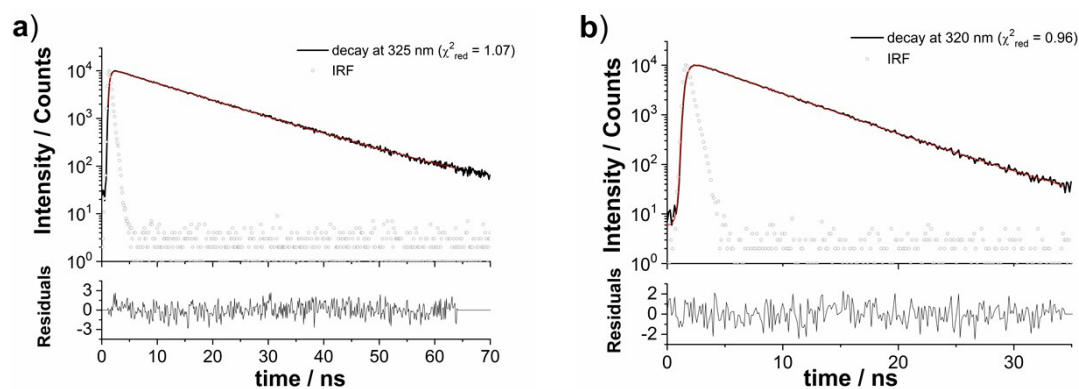 a)
decay at 325 nm (χ²red = 1.07)
IRF
Intensity / Counts
10⁴
10³
10²
10¹
10⁰
Residuals
3
0
-3
0 10 20 30 40 50 60 70
time / ns
b)
decay at 320 nm (χ²red = 0.96)
IRF
Intensity / Counts
10⁴
10³
10²
10¹
10⁰
Residuals
2
0
-2
0 10 20 30
time / ns